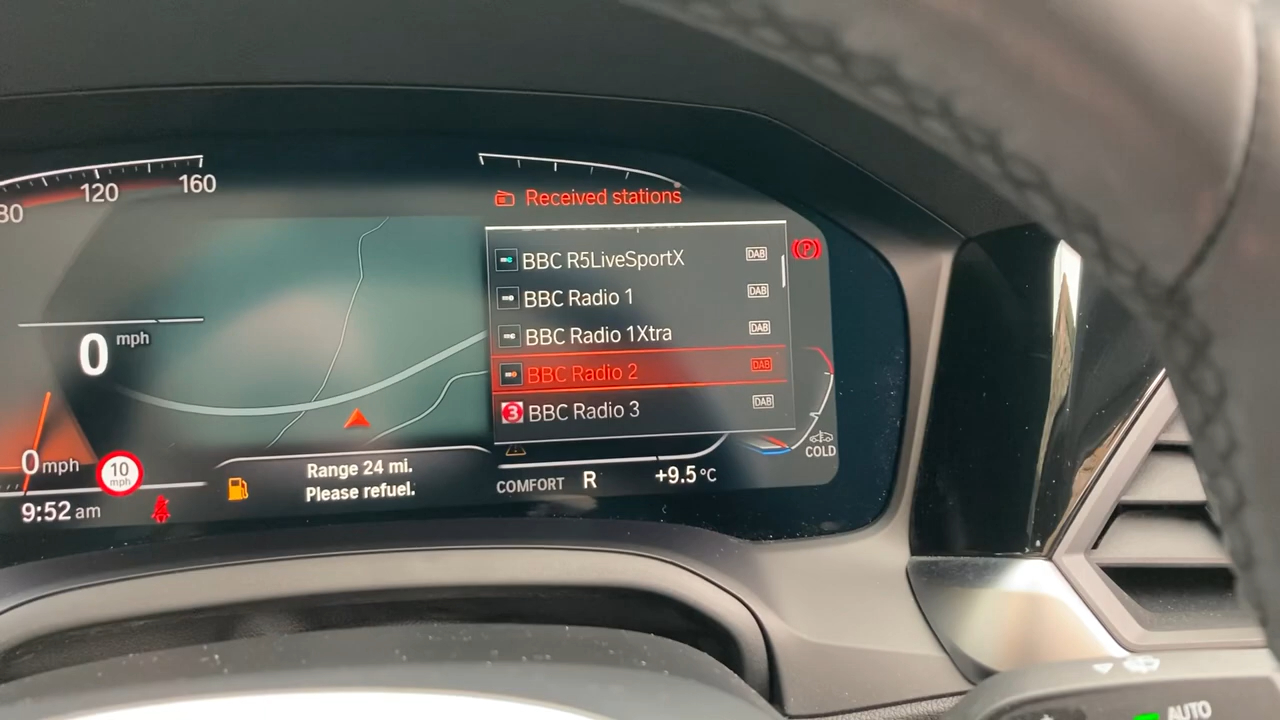 120
160
80
Received stations
BBC R5LiveSportX DAB
BBC Radio 1 DAB
BBC Radio 1Xtra DAB
BBC Radio 2 DAB
3 BBC Radio 3 DAB
(P)
0 mph
0 mph
10 mph
Range 24 mi.
Please refuel.
COMFORT R +9.5 °C
COLD
9:52 am
AUTO